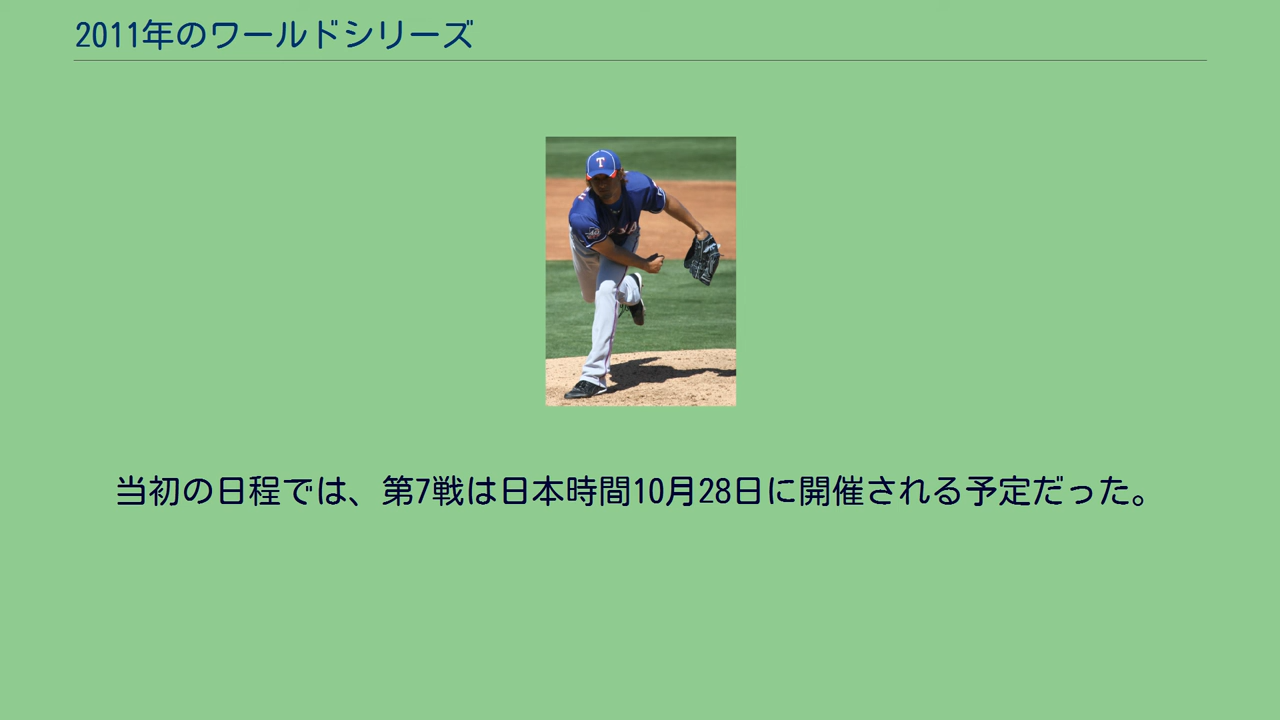 2011年のワールドシリーズ
T
当初の日程では、第7戦は日本時間10月28日に開催される予定だった。